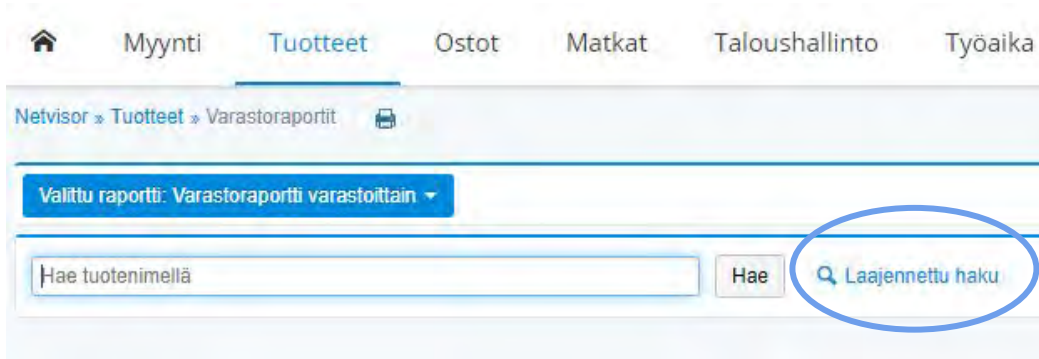 Myynti Tuotteet Ostot Matkat Taloushallinto Työaika
Netvisor » Tuotteet » Varastoraportit
Valittu raportti: Varastoraportti varastoittain
Hae tuotenimellä Hae Laajennettu haku